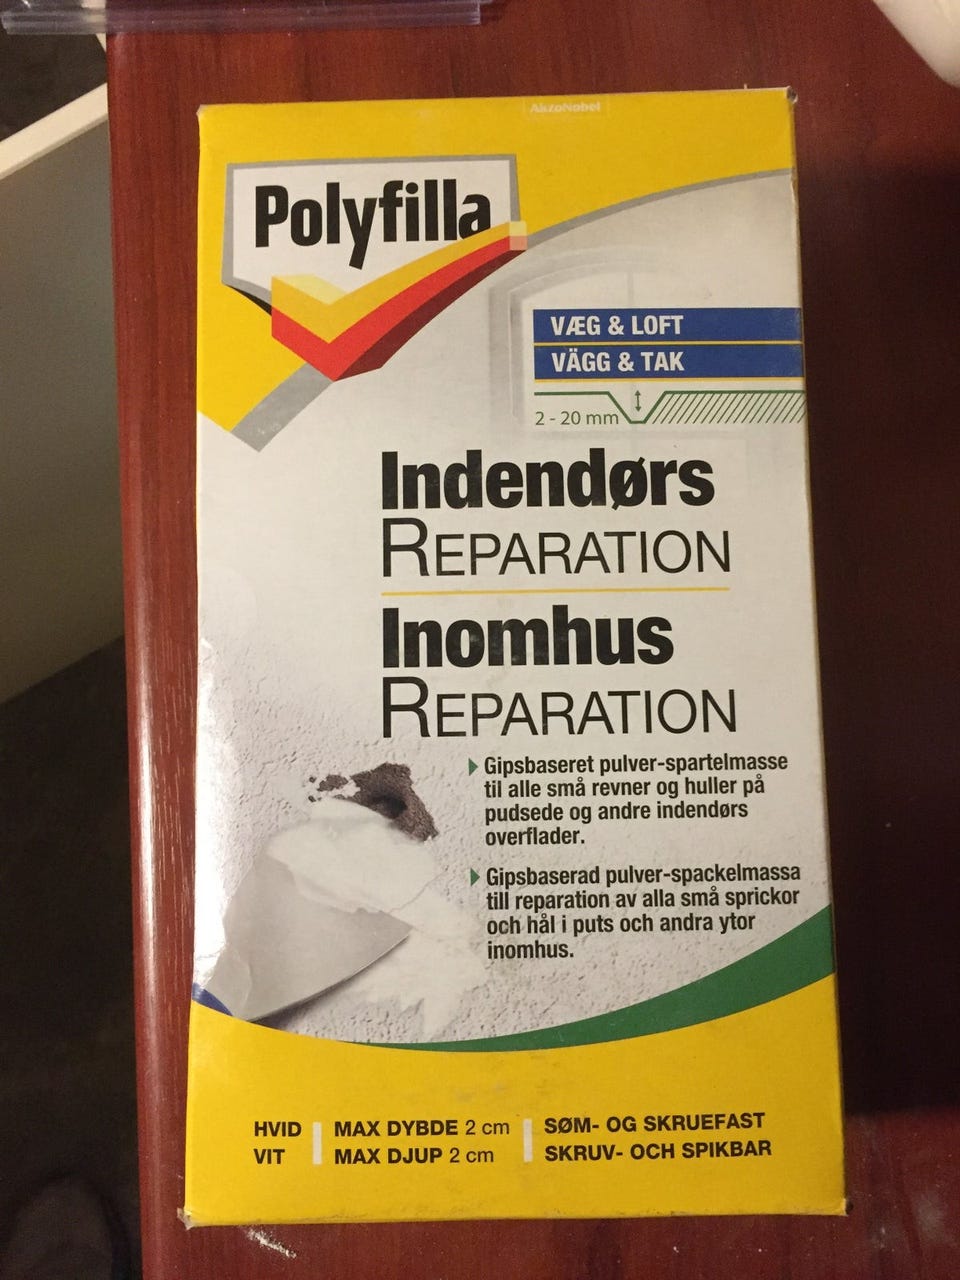 AkzoNobel
Polyfilla
VÆG & LOFT
VÄGG & TAK
2 - 20 mm
Indendørs
REPARATION
Inomhus
REPARATION
Gipsbaseret pulver-spartelmasse
til alle små revner og huller på
pudsede og andre indendørs
overflader.
Gipsbaserad pulver-spackelmassa
till reparation av alla små sprickor
och hål i puts och andra ytor
inomhus.
HVID | MAX DYBDE 2 cm | SØM- OG SKRUEFAST
VIT | MAX DJUP 2 cm | SKRUV- OCH SPIKBAR